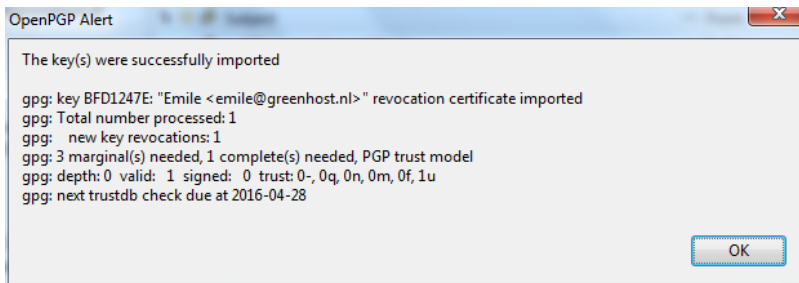 OpenPGP Alert
The key(s) were successfully imported
gpg: key BFD1247E: "Emile <emile@greenhost.nl>" revocation certificate imported
gpg: Total number processed: 1
gpg:    new key revocations: 1
gpg: 3 marginal(s) needed, 1 complete(s) needed, PGP trust model
gpg: depth: 0  valid:   1  signed:   0  trust: 0-, 0q, 0n, 0m, 0f, 1u
gpg: next trustdb check due at 2016-04-28
OK